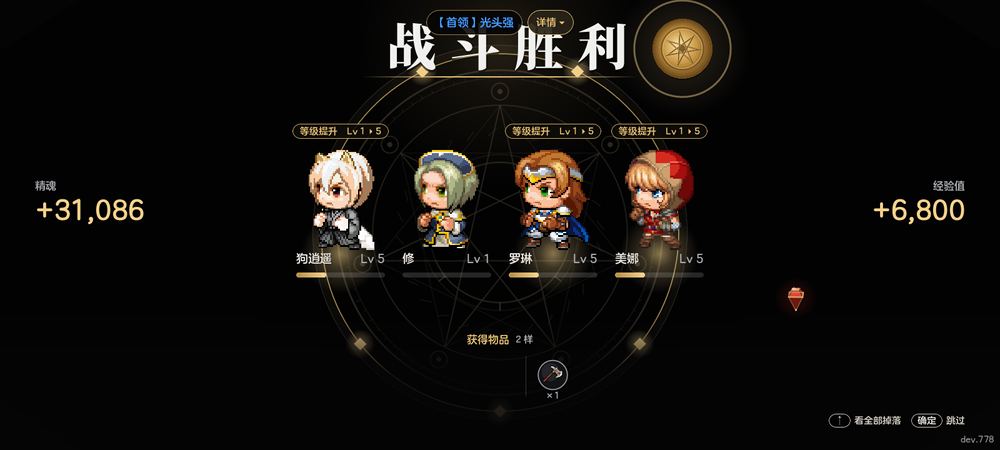 【首领】光头强 详情
战斗胜利
等级提升 Lv 1 5
等级提升 Lv 1 5
等级提升 Lv 1 5
精魂
+31,086
经验值
+6,800
狗逍遥 Lv 5
修 Lv 1
罗琳 Lv 5
美娜 Lv 5
获得物品 2 样
×1
↑ 看全部掉落 确定 跳过
dev.778